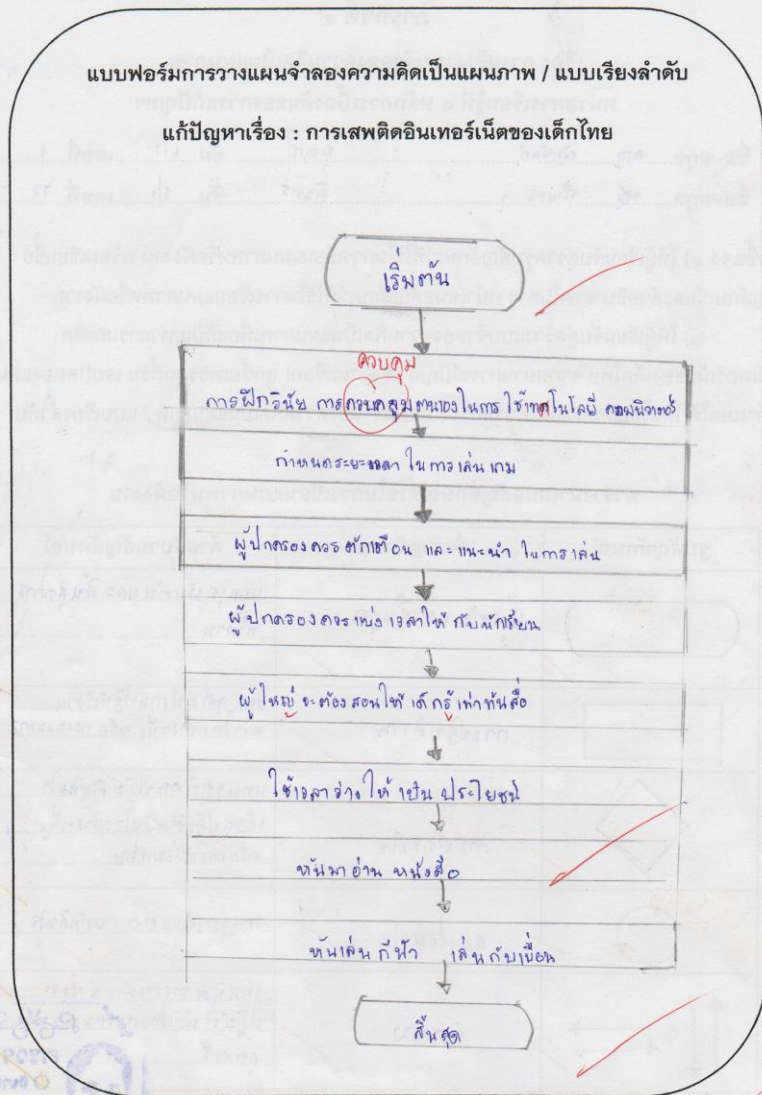 แบบฟอร์มการวางแผนจำลองความคิดเป็นแผนภาพ / แบบเรียงลำดับ
แก้ปัญหาเรื่อง : การเสพติดอินเทอร์เน็ตของเด็กไทย
เริ่มต้น
ควบคุม
การฝึกวินัย การควบคลุมตนเองในการใช้เทคโนโลยี คอมพิวเตอร์
กำหนดระยะเวลา ในการเล่นเกม
ผู้ปกครองควรตักเตือน และแนะนำ ในการเล่น
ผู้ปกครองควรแบ่งเวลาให้กับนักเรียน
ผู้ใหญ่จะต้องสอนให้เด็กรู้เท่าทันสื่อ
ใช้เวลาว่างให้เป็นประโยชน์
หันมาอ่านหนังสือ
หันเล่นกีฬา เล่นกับเพื่อน
สิ้นสุด